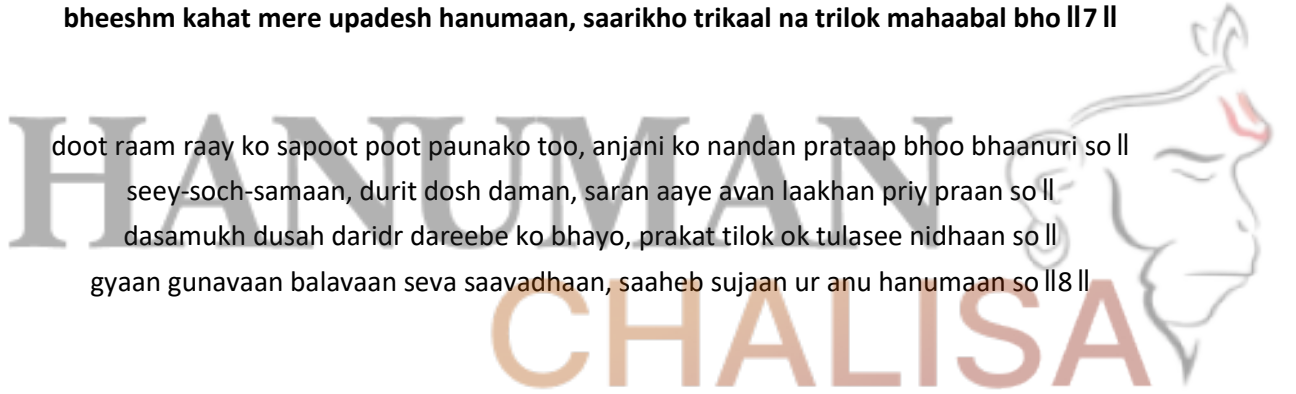 bheeshm kahat mere upadesh hanumaan, saarikho trikaal na trilok mahaabal bho ll7 ll
doot raam raay ko sapoot poot paunako too, anjani ko nandan prataap bhoo bhaanuri so ll
seey-soch-samaan, durit dosh daman, saran aaye avan laakhan priy praan so ll
dasamukh dusah daridr dareebe ko bhayo, prakat tilok ok tulasee nidhaan so ll
gyaan gunavaan balavaan seva saavadhaan, saaheb sujaan ur anu hanumaan so ll8 ll
HANUMAN
CHALISA